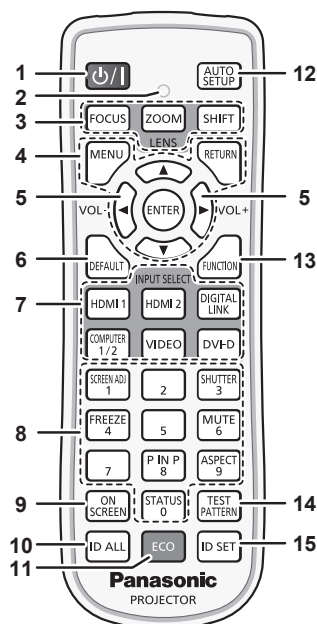 1
⏻/I
AUTO SETUP
12
2
3
FOCUS
ZOOM
SHIFT
LENS
4
MENU
RETURN
5
ENTER
5
VOL-
VOL+
6
DEFAULT
FUNCTION
13
INPUT SELECT
7
HDMI 1
HDMI 2
DIGITAL LINK
COMPUTER 1/2
VIDEO
DVI-D
SCREEN ADJ 1
2
SHUTTER 3
8
FREEZE 4
5
MUTE 6
7
P IN P 8
ASPECT 9
9
ON SCREEN
STATUS 0
TEST PATTERN
14
10
ID ALL
ECO
ID SET
15
11
Panasonic
PROJECTOR